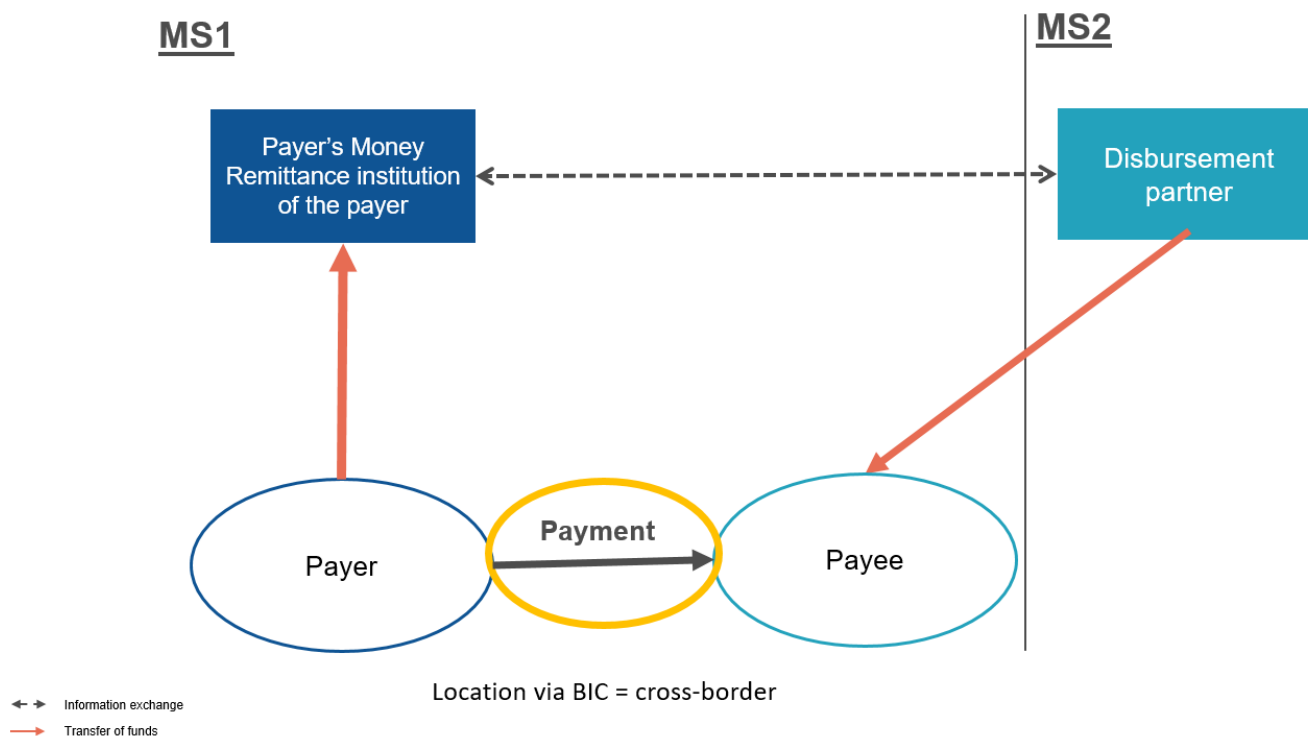 MS1
MS2
Payer's Money
Remittance institution
of the payer
Disbursement
partner
Payment
Payer
Payee
Location via BIC = cross-border
Information exchange
Transfer of funds